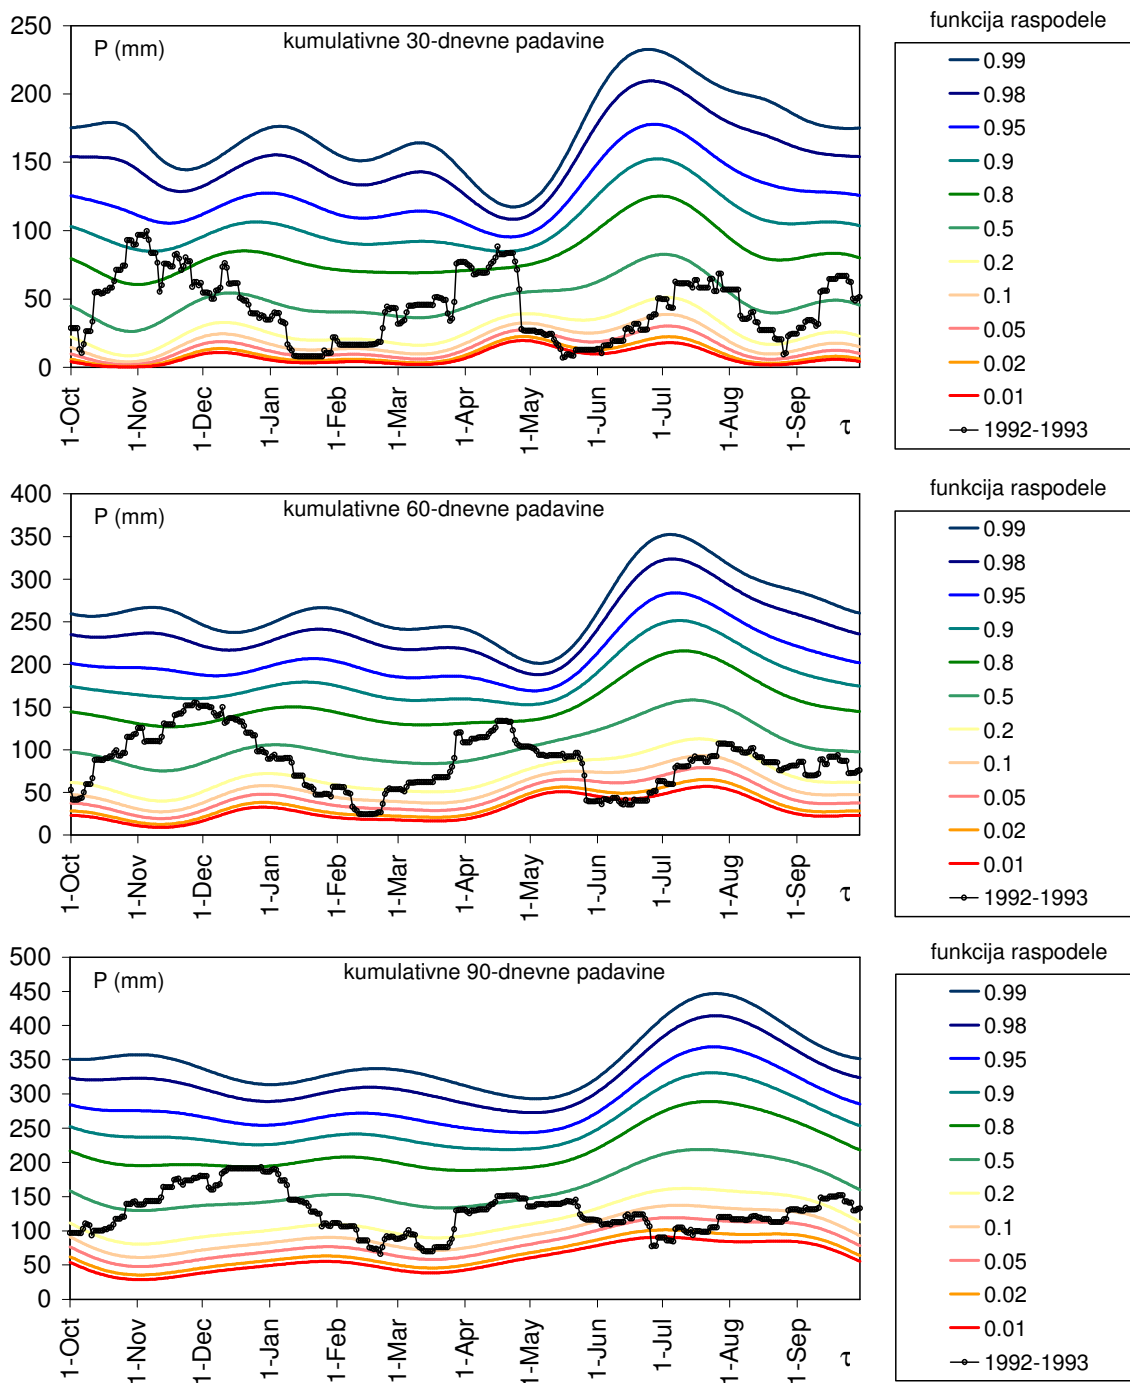 funkcija raspodele
P (mm)
kumulativne 30-dnevne padavine
250
200
150
100
50
0
1-Oct
1-Nov
1-Dec
1-Jan
1-Feb
1-Mar
1-Apr
1-May
1-Jun
1-Jul
1-Aug
1-Sep
τ
0.99
0.98
0.95
0.9
0.8
0.5
0.2
0.1
0.05
0.02
0.01
1992-1993
funkcija raspodele
P (mm)
kumulativne 60-dnevne padavine
400
350
300
250
200
150
100
50
0
1-Oct
1-Nov
1-Dec
1-Jan
1-Feb
1-Mar
1-Apr
1-May
1-Jun
1-Jul
1-Aug
1-Sep
τ
0.99
0.98
0.95
0.9
0.8
0.5
0.2
0.1
0.05
0.02
0.01
1992-1993
funkcija raspodele
P (mm)
kumulativne 90-dnevne padavine
500
450
400
350
300
250
200
150
100
50
0
1-Oct
1-Nov
1-Dec
1-Jan
1-Feb
1-Mar
1-Apr
1-May
1-Jun
1-Jul
1-Aug
1-Sep
τ
0.99
0.98
0.95
0.9
0.8
0.5
0.2
0.1
0.05
0.02
0.01
1992-1993